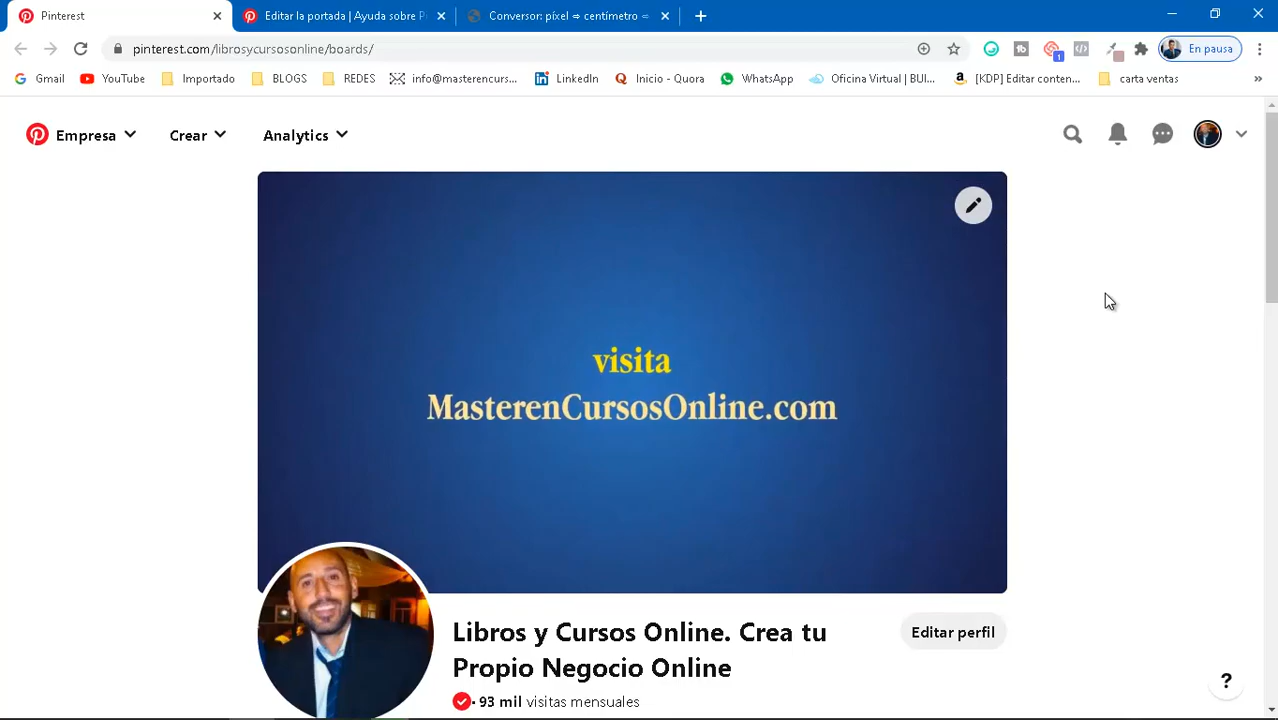 Pinterest
Editar la portada | Ayuda sobre P
Conversor: píxel ⇔ centímetro ⇔
pinterest.com/librosycursosonline/boards/
1
En pausa
Gmail
YouTube
Importado
BLOGS
REDES
info@masterencurs...
LinkedIn
Inicio - Quora
WhatsApp
Oficina Virtual | BUI...
[KDP] Editar conten...
carta ventas
»
Empresa
Crear
Analytics
visita
MasterenCursosOnline.com
Libros y Cursos Online. Crea tu
Propio Negocio Online
Editar perfil
· 93 mil visitas mensuales
?